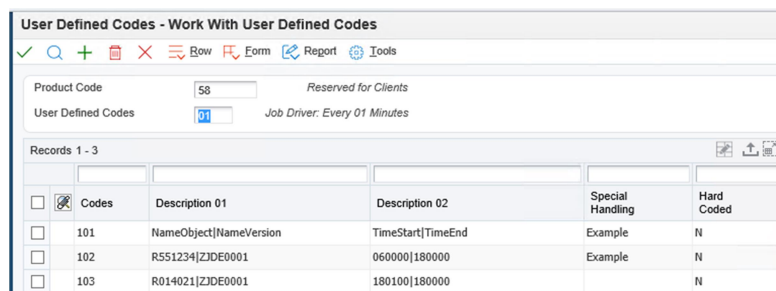 User Defined Codes - Work With User Defined Codes
Row Form Report Tools
Product Code 58 Reserved for Clients
User Defined Codes 01 Job Driver: Every 01 Minutes
Records 1 - 3
Codes Description 01 Description 02 Special Handling Hard Coded
101 NameObject|NameVersion TimeStart|TimeEnd Example N
102 R551234|ZJDE0001 060000|180000 Example N
103 R014021|ZJDE0001 180100|180000 N